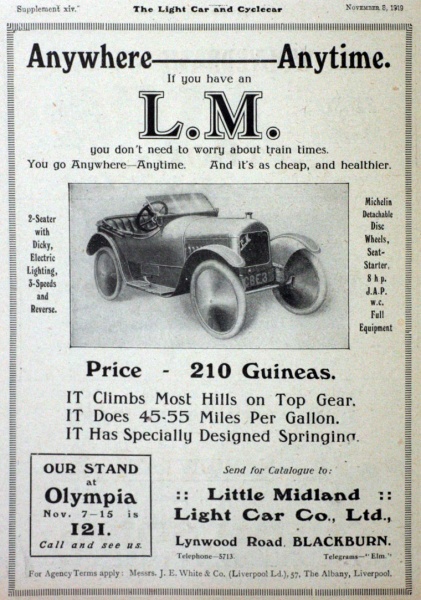 Supplement xiv.
The Light Car and Cyclecar
November 8, 1919
Anywhere——Anytime.
If you have an
L.M.
you don't need to worry about train times.
You go Anywhere—Anytime. And it's as cheap, and healthier.
2-Seater
with
Dicky,
Electric
Lighting,
3-Speeds
and
Reverse.
Michelin
Detachable
Disc
Wheels,
Seat-
Starter.
8 h p.
J.A.P.
w.c.
Full
Equipment
Price - 210 Guineas.
IT Climbs Most Hills on Top Gear.
IT Does 45-55 Miles Per Gallon.
IT Has Specially Designed Springing.
OUR STAND
at
Olympia
Nov. 7-15 is
121.
Call and see us.
Send for Catalogue to:
:: Little Midland ::
Light Car Co., Ltd.,
Lynwood Road, BLACKBURN.
Telephone—5713. Telegrams—"Elm."
For Agency Terms apply: Messrs. J. E. White & Co. (Liverpool Ld.), 57, The Albany, Liverpool.